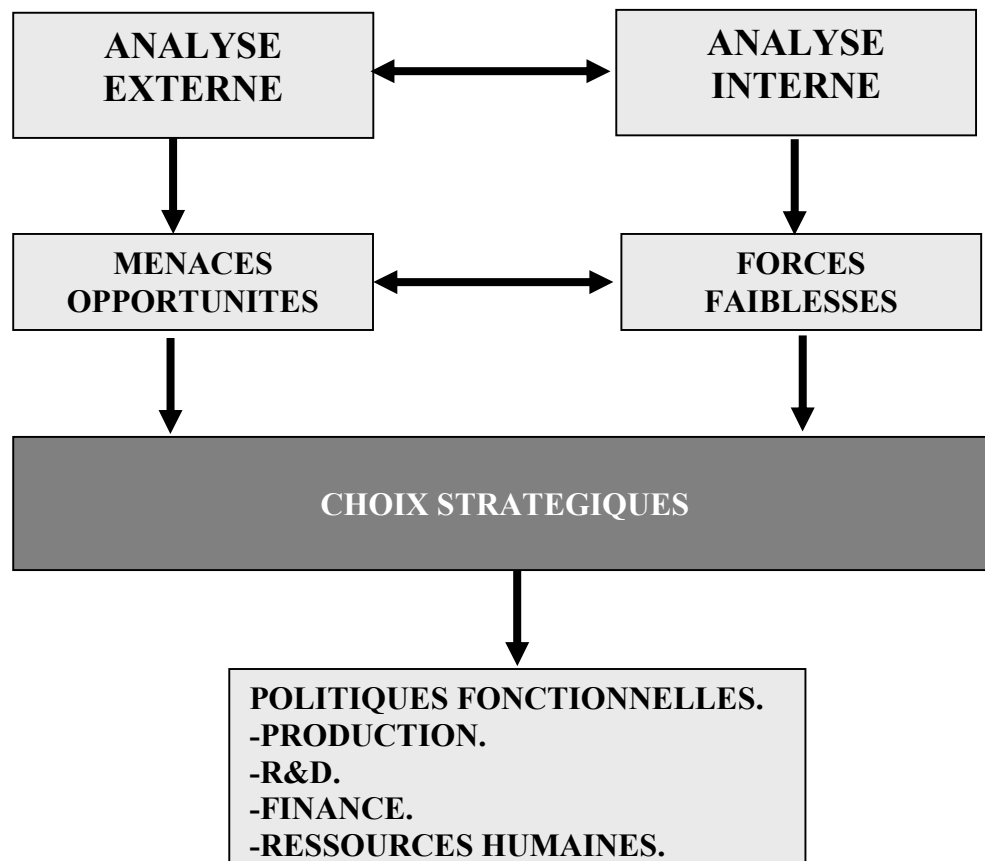 ANALYSE
EXTERNE
ANALYSE
INTERNE
MENACES
OPPORTUNITES
FORCES
FAIBLESSES
CHOIX STRATEGIQUES
POLITIQUES FONCTIONNELLES.
-PRODUCTION.
-R&D.
-FINANCE.
-RESSOURCES HUMAINES.